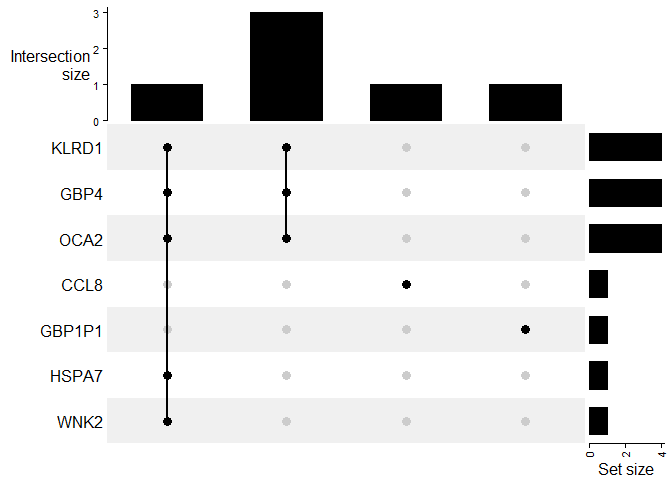 3
2
1
0
Intersection
size
KLRD1
GBP4
OCA2
CCL8
GBP1P1
HSPA7
WNK2
0 2 4
Set size